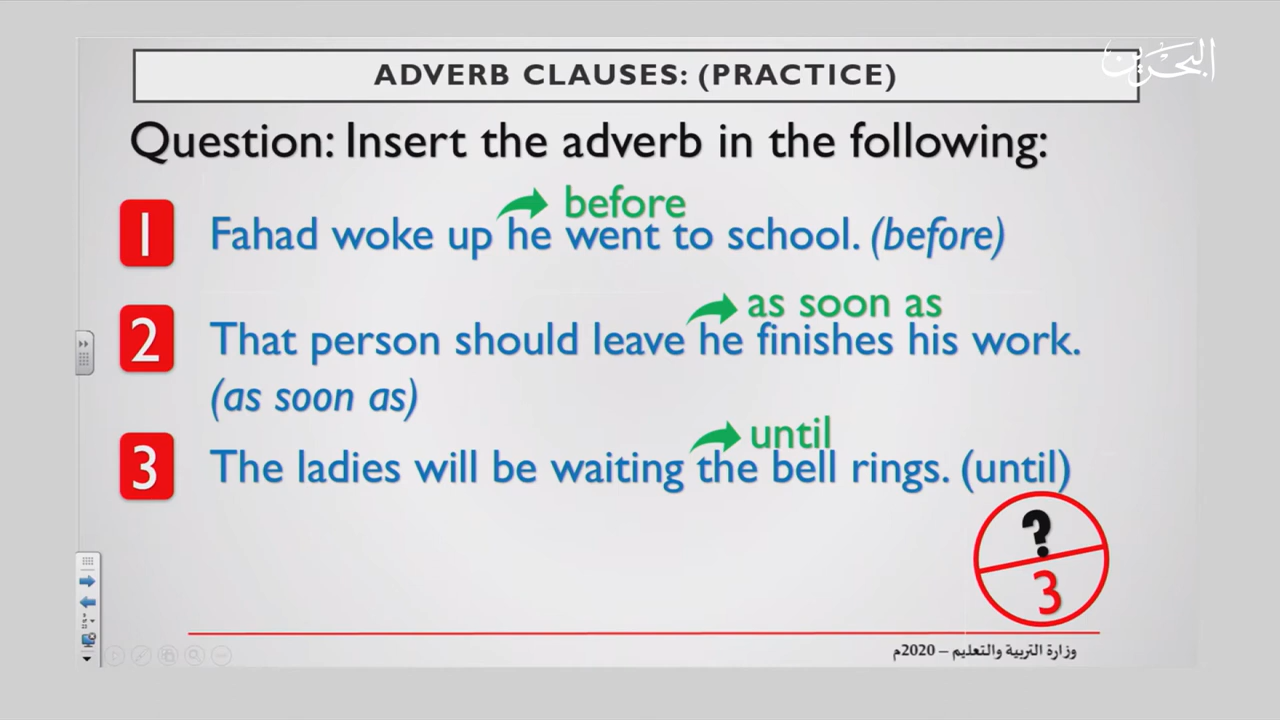 البحرين
ADVERB CLAUSES: (PRACTICE)
Question: Insert the adverb in the following:
before
1 Fahad woke up he went to school. (before)
as soon as
2 That person should leave he finishes his work.
(as soon as)
until
3 The ladies will be waiting the bell rings. (until)
?
3
وزارة التربية والتعليم – 2020م